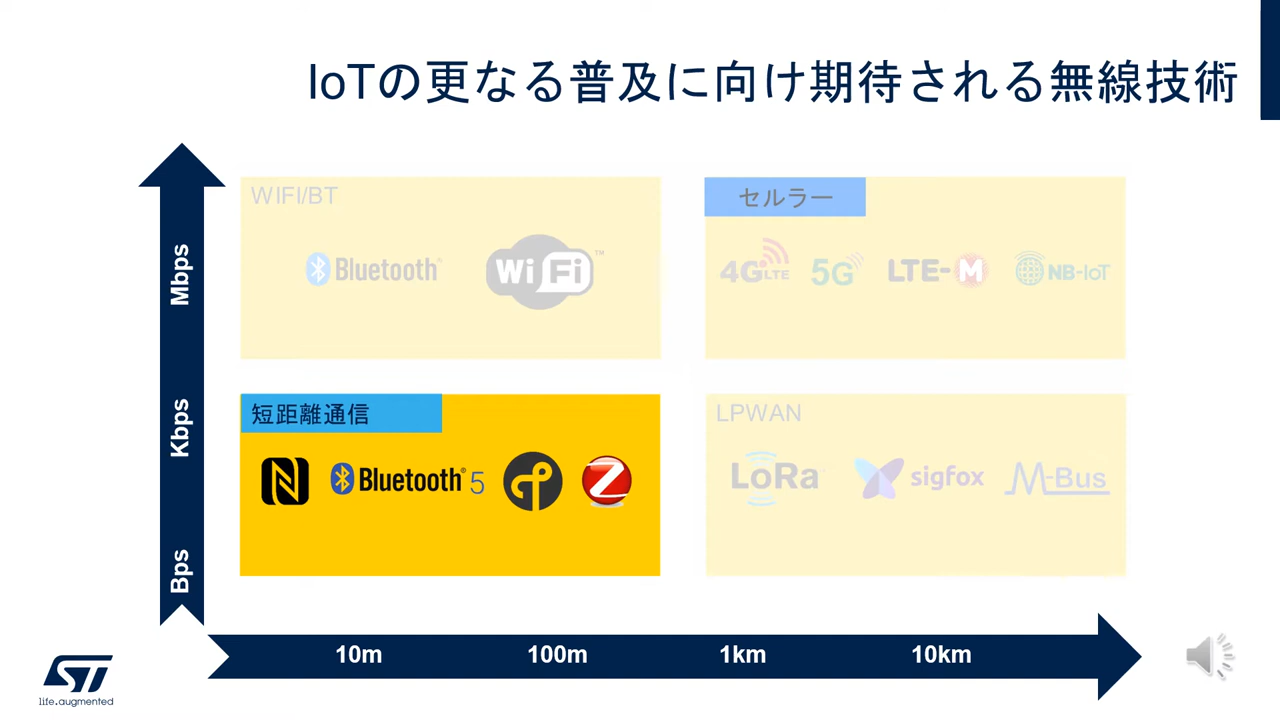 IoTの更なる普及に向け期待される無線技術
WIFI/BT
Bluetooth®
Wi Fi ™
セルラー
4G LTE
5G
LTE-M
NB-IoT
短距離通信
Bluetooth® 5
LPWAN
LoRa
sigfox
M-Bus
Mbps
Kbps
Bps
10m
100m
1km
10km
ST
life.augmented